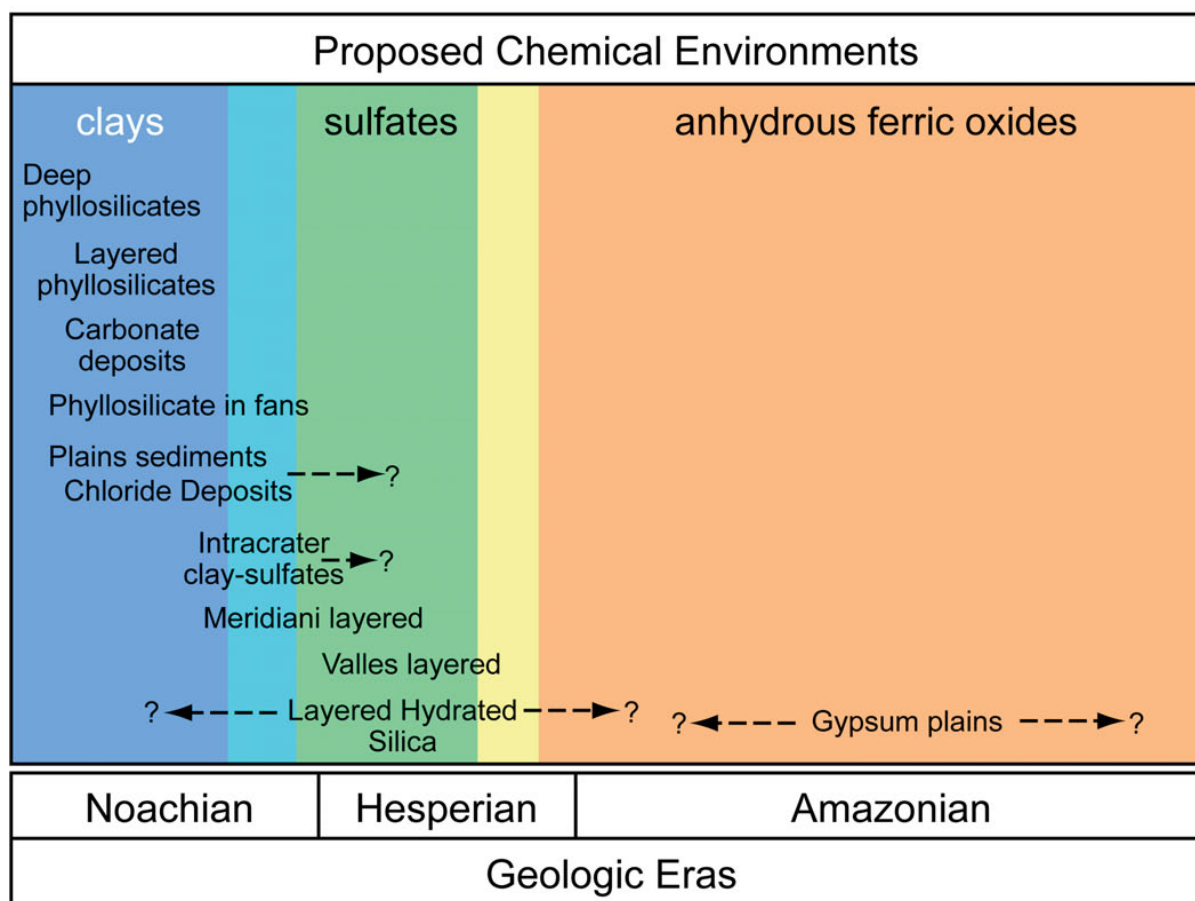 Proposed Chemical Environments
clays
sulfates
anhydrous ferric oxides
Deep
phyllosilicates
Layered
phyllosilicates
Carbonate
deposits
Phyllosilicate in fans
Plains sediments
Chloride Deposits
?
Intracrater
clay-sulfates
?
Meridiani layered
Valles layered
?
Layered Hydrated
Silica
?
?
Gypsum plains
?
Noachian
Hesperian
Amazonian
Geologic Eras